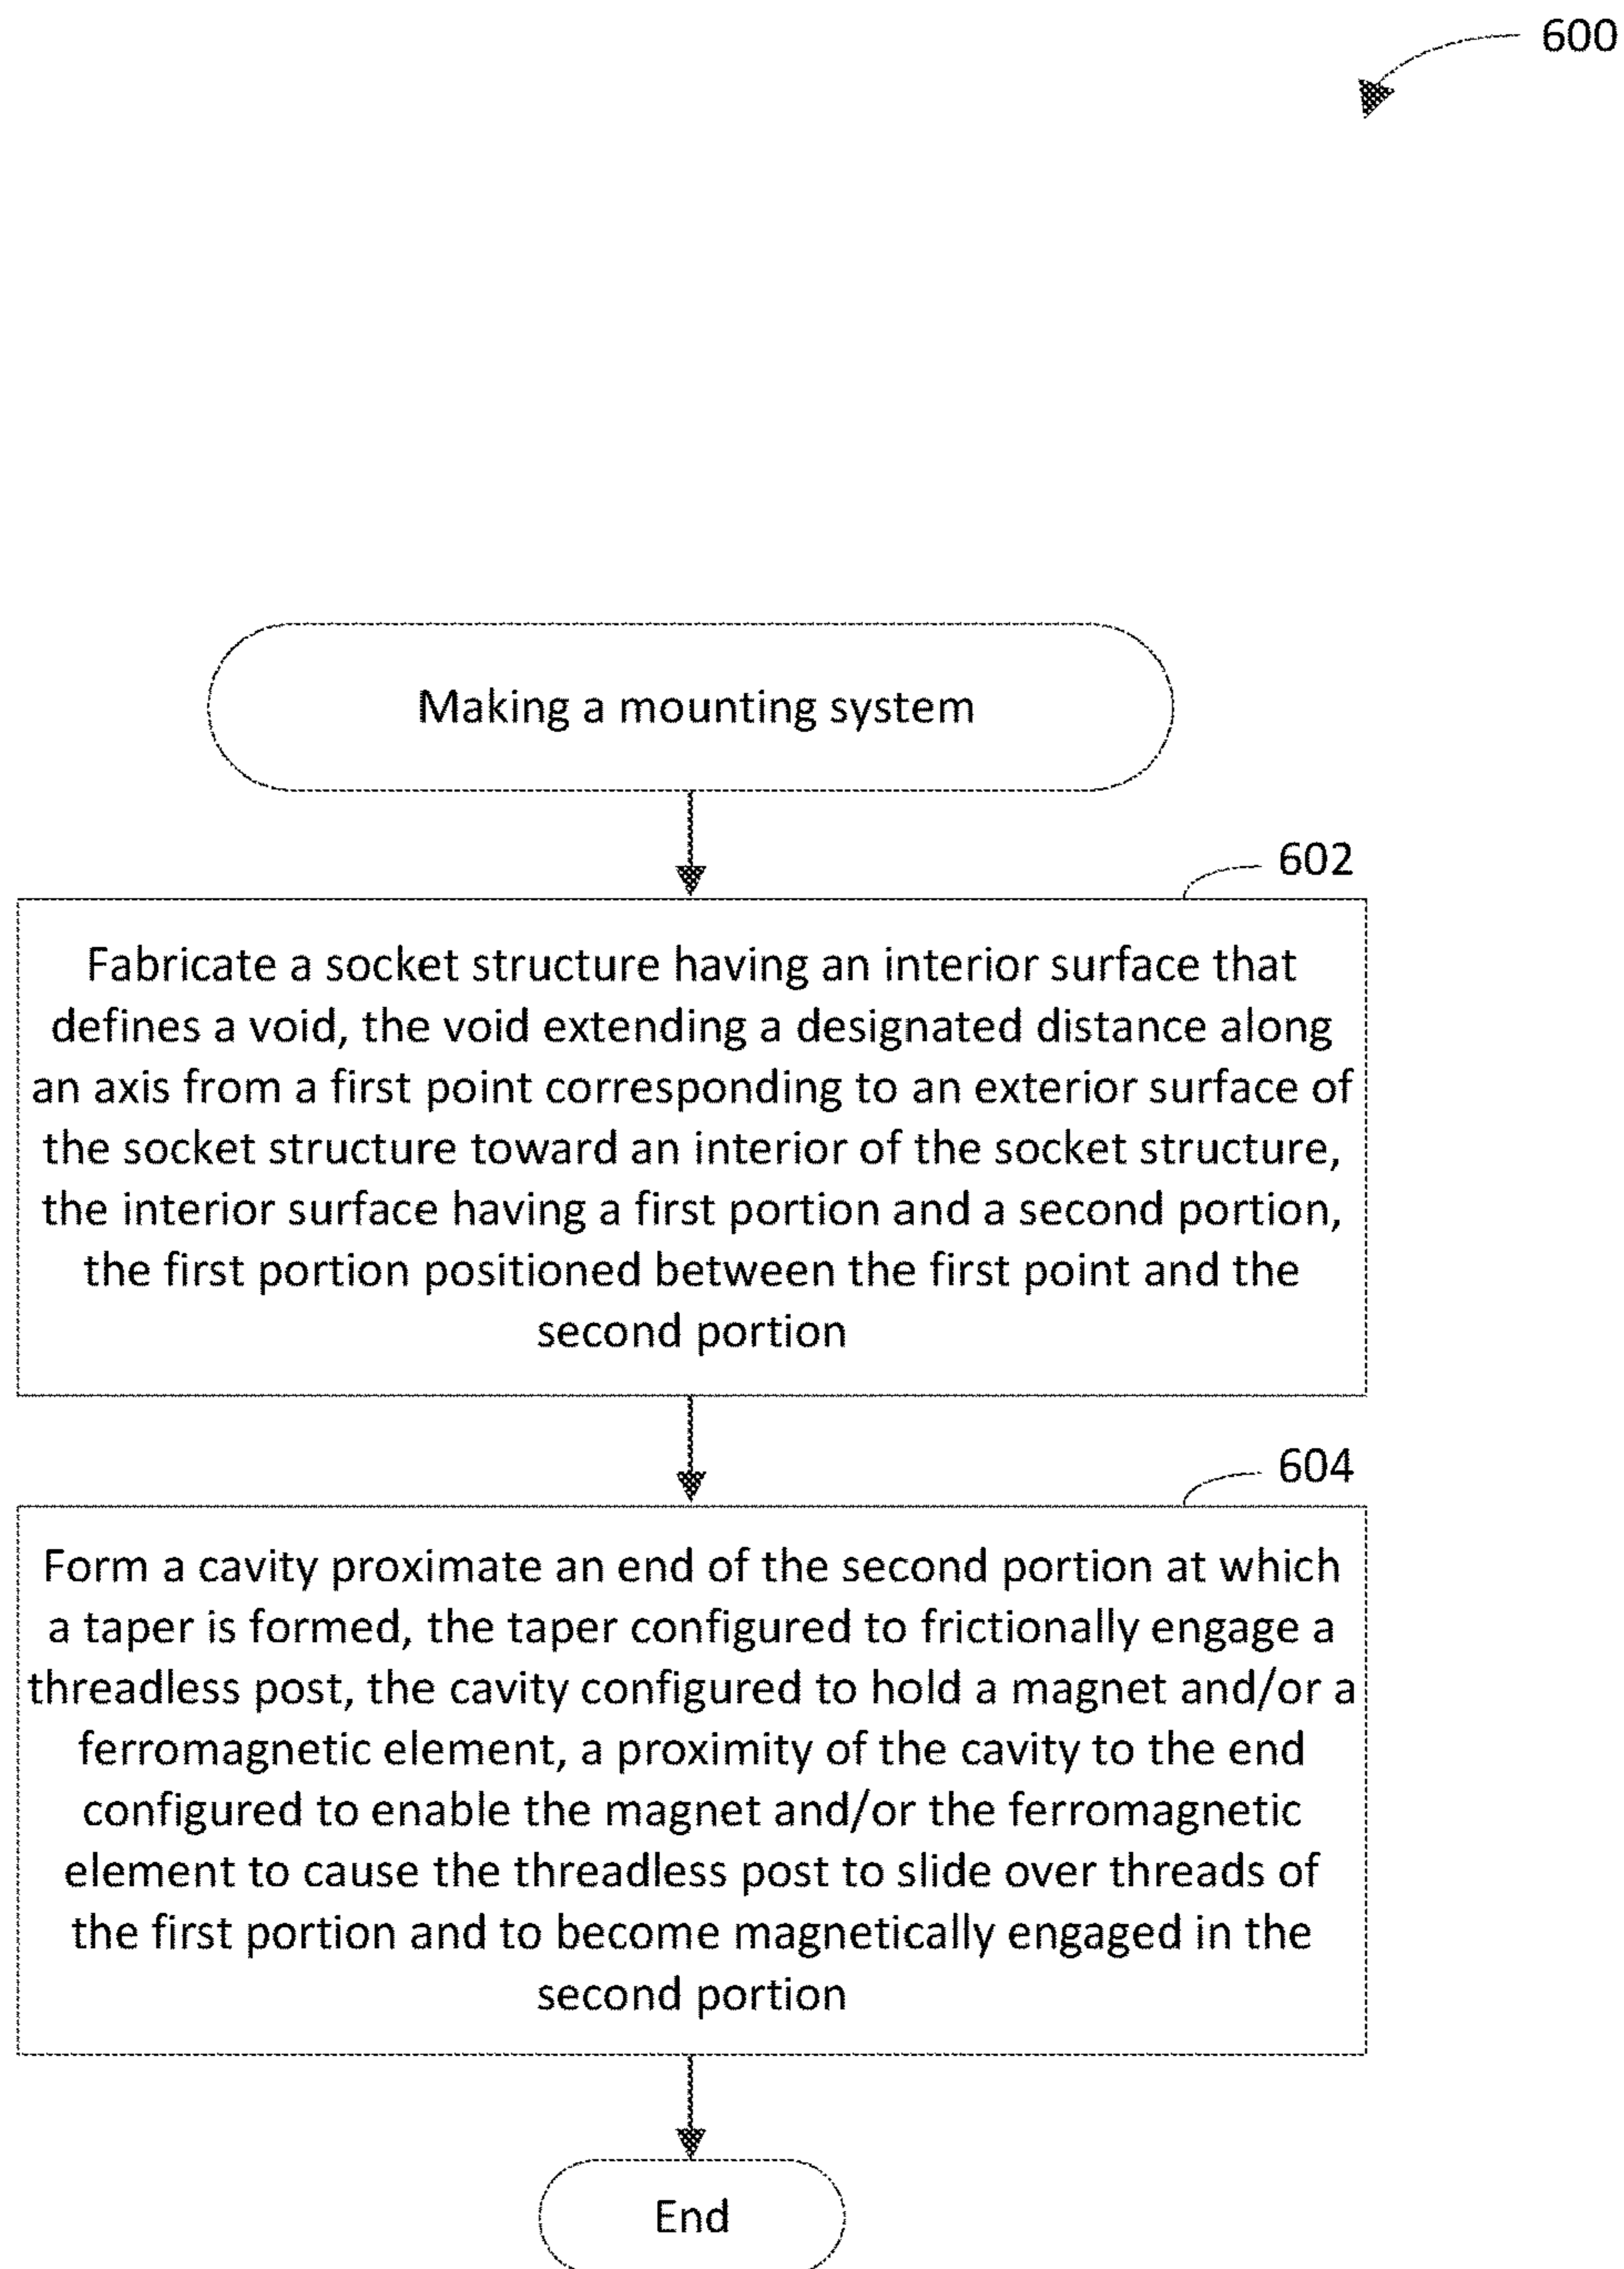 600
Making a mounting system
602
Fabricate a socket structure having an interior surface that
defines a void, the void extending a designated distance along
an axis from a first point corresponding to an exterior surface of
the socket structure toward an interior of the socket structure,
the interior surface having a first portion and a second portion,
the first portion positioned between the first point and the
second portion
604
Form a cavity proximate an end of the second portion at which
a taper is formed, the taper configured to frictionally engage a
threadless post, the cavity configured to hold a magnet and/or a
ferromagnetic element, a proximity of the cavity to the end
configured to enable the magnet and/or the ferromagnetic
element to cause the threadless post to slide over threads of
the first portion and to become magnetically engaged in the
second portion
End